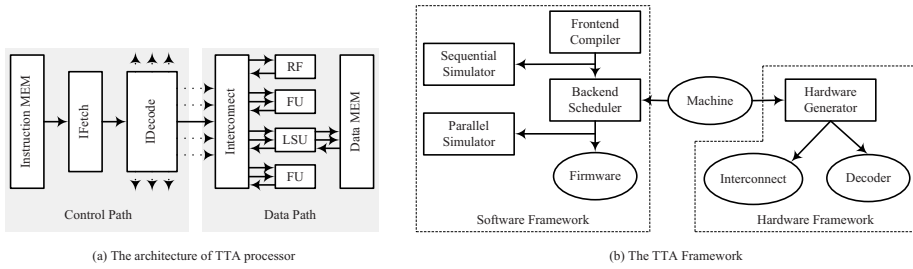 Instruction MEM
IFetch
IDecode
Interconnect
RF
FU
LSU
FU
Data MEM
Control Path
Data Path
(a) The architecture of TTA processor
Frontend
Compiler
Sequential
Simulator
Backend
Scheduler
Parallel
Simulator
Firmware
Software Framework
Machine
Hardware
Generator
Interconnect
Decoder
Hardware Framework
(b) The TTA Framework